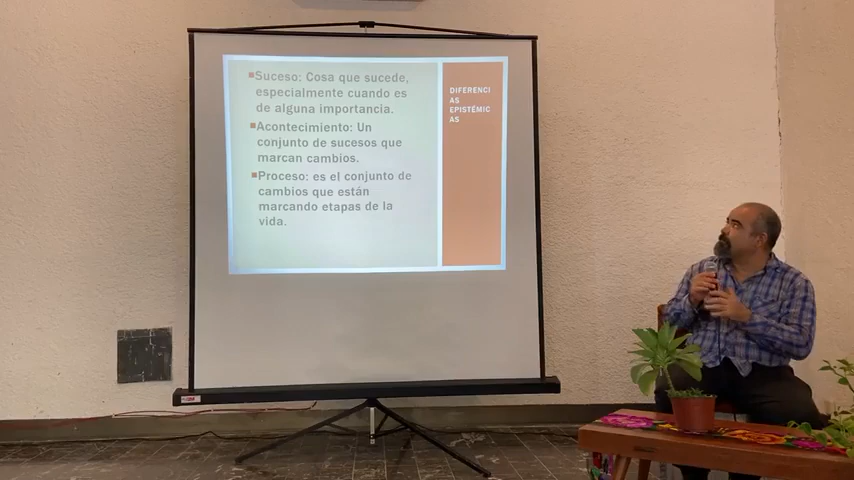 ▪Suceso: Cosa que sucede,
especialmente cuando es
de alguna importancia.
▪Acontecimiento: Un
conjunto de sucesos que
marcan cambios.
▪Proceso: es el conjunto de
cambios que están
marcando etapas de la
vida.
DIFERENCI
AS
EPISTÉMIC
AS